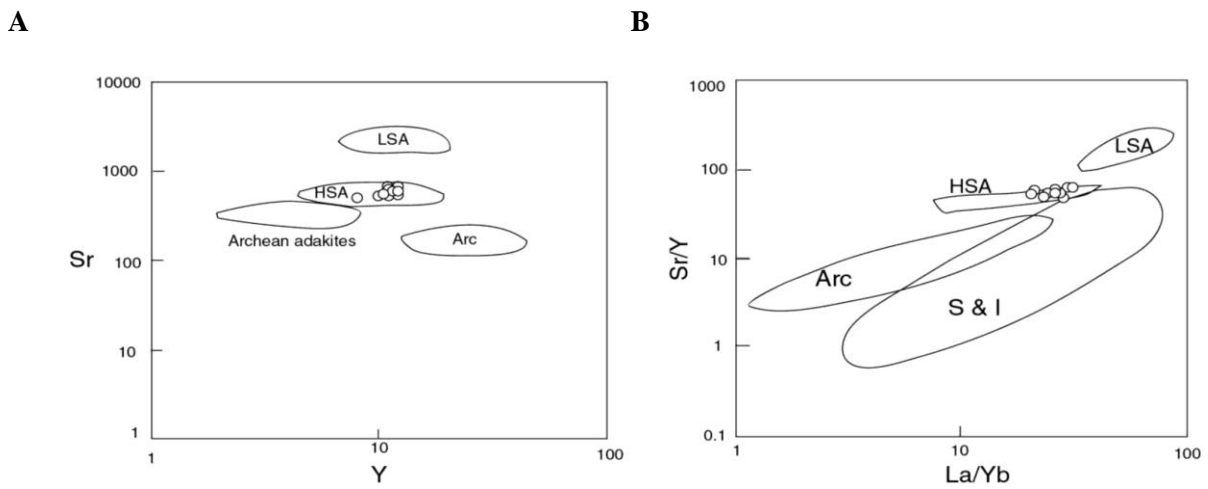 A
B
10000
1000
100
10
1
Sr
LSA
HSA
Archean adakites
Arc
1
10
100
Y
1000
100
10
1
0.1
Sr/Y
LSA
HSA
Arc
S & I
1
10
100
La/Yb